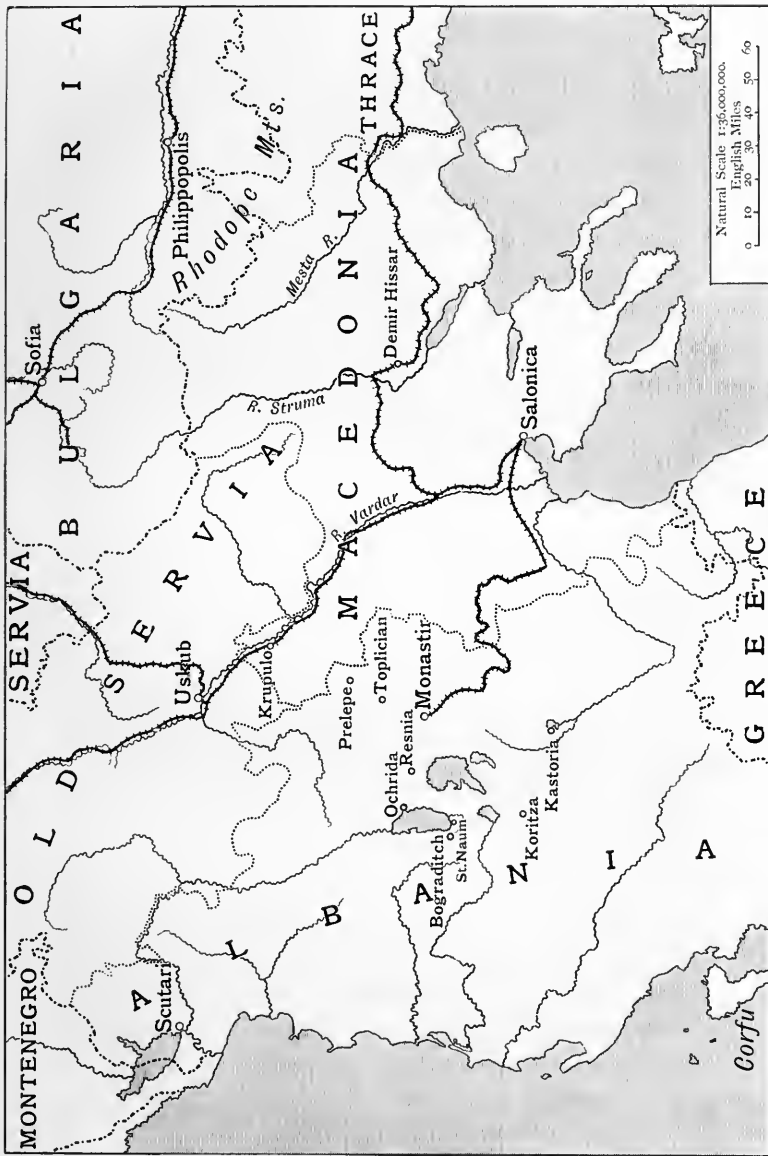 MONTENEGRO
SERVIA
BULGARIA
OLD SERVIA
Sofia
Philippopolis
Rhodope Mts.
Mesta R.
R. Struma
Scutari
Uskub
Krupulo
R. Vardar
MACEDONIA
THRACE
Demir Hissar
Prelepe
Toplician
Ochrida
Resnia
Monastir
Bograditch
St. Naum
Salonica
Koritza
Kastoria
ALBANIA
GREECE
Corfu
Natural Scale 1:36,000,000.
English Miles
0 10 20 30 40 50 60